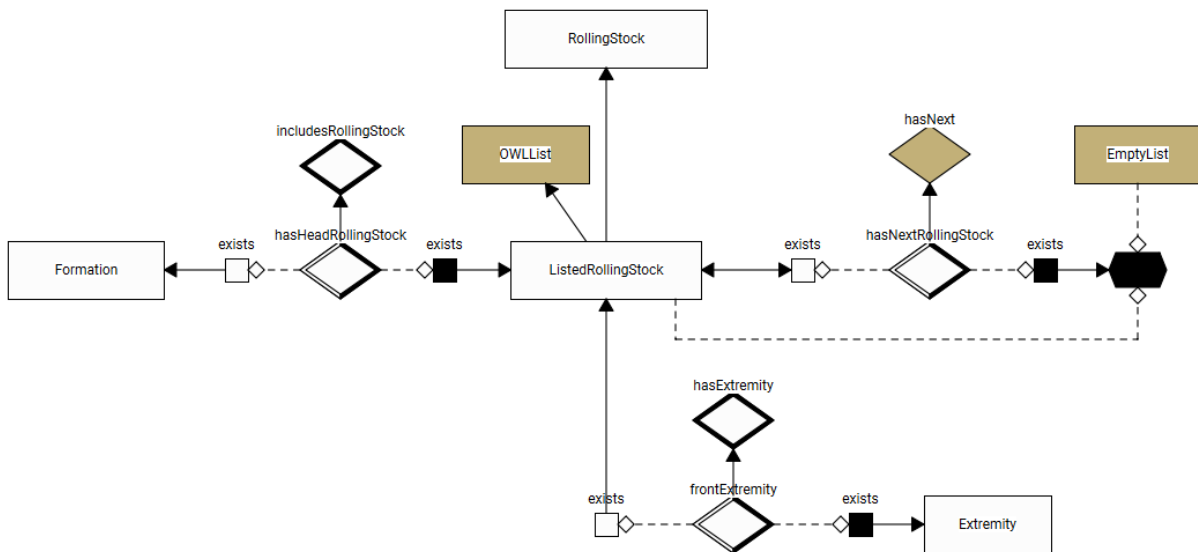 RollingStock
hasNext
includesRollingStock
OWLList
EmptyList
hasHeadRollingStock
hasNextRollingStock
exists
exists
exists
exists
Formation
ListedRollingStock
hasExtremity
frontExtremity
exists
exists
Extremity